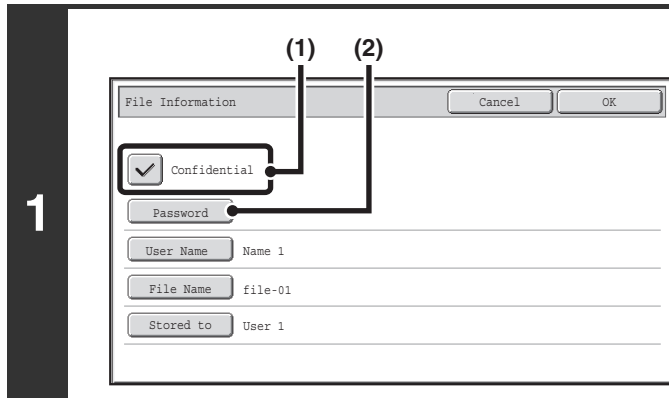 (1) (2)
File Information Cancel OK
Confidential
1
Password
User Name Name 1
File Name file-01
Stored to User 1